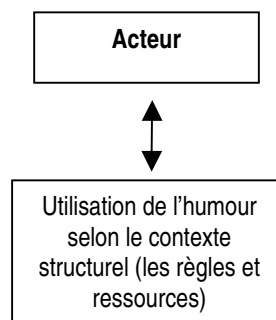 Acteur
Utilisation de l'humour
selon le contexte
structurel (les règles et
ressources)